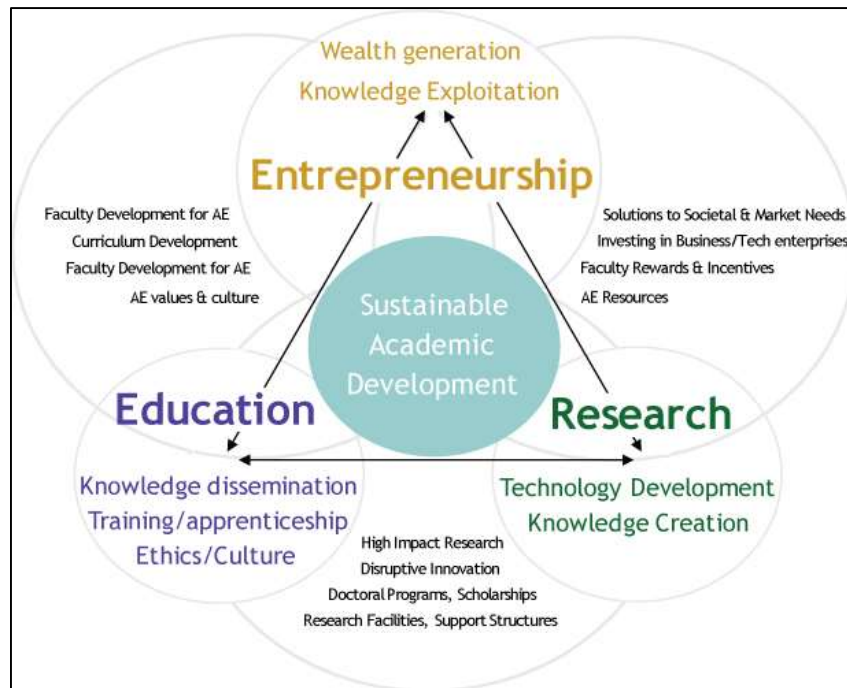 Wealth generation
Knowledge Exploitation
Entrepreneurship
Faculty Development for AE
Curriculum Development
Faculty Development for AE
AE values & culture
Solutions to Societal & Market Needs
Investing in Business/Tech enterprises
Faculty Rewards & Incentives
AE Resources
Sustainable
Academic
Development
Education
Knowledge dissemination
Training/apprenticeship
Ethics/Culture
Research
Technology Development
Knowledge Creation
High Impact Research
Disruptive Innovation
Doctoral Programs, Scholarships
Research Facilities, Support Structures